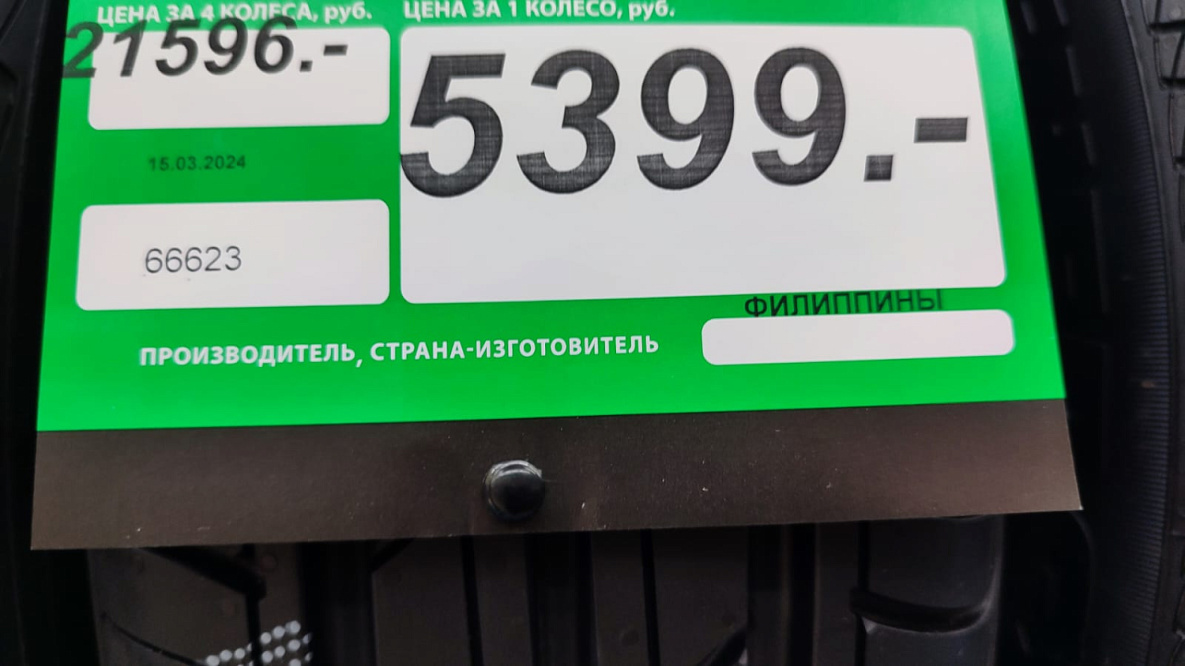 ЦЕНА ЗА 4 КОЛЕСА, руб.
21596.-
ЦЕНА ЗА 1 КОЛЕСО, руб.
5399.-
15.03.2024
66623
ФИЛИППИНЫ
ПРОИЗВОДИТЕЛЬ, СТРАНА-ИЗГОТОВИТЕЛЬ